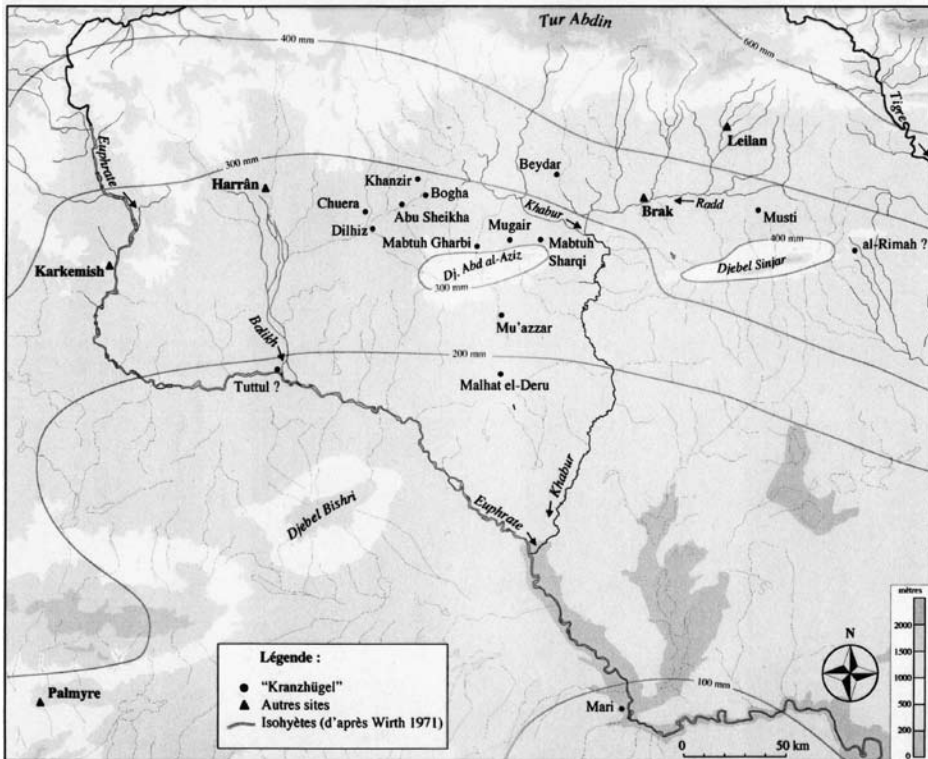 Tur Abdin
400 mm
600 mm
Tigre
Euphrate
Leilan
300 mm
Harrân
Khanzir
Beydar
Bogha
Chuera
Abu Sheikha
Khabur
Brak
Radd
Musti
Dilhiz
Mugair
Mabtuh Gharbi
Mabtuh
Sharqi
400 mm
al-Rimah ?
Karkemish
Dj. Abd al-Aziz
Djebel Sinjar
300 mm
Mu'azzar
Balikh
200 mm
Tuttul ?
Malhat el-Deru
Djebel Bishri
Khabur
Euphrate
mètres
2000
1500
1000
500
200
0
N
Légende :
"Kranzhügel"
Autres sites
Isohyètes (d'après Wirth 1971)
Palmyre
100 mm
Mari
0 50 km